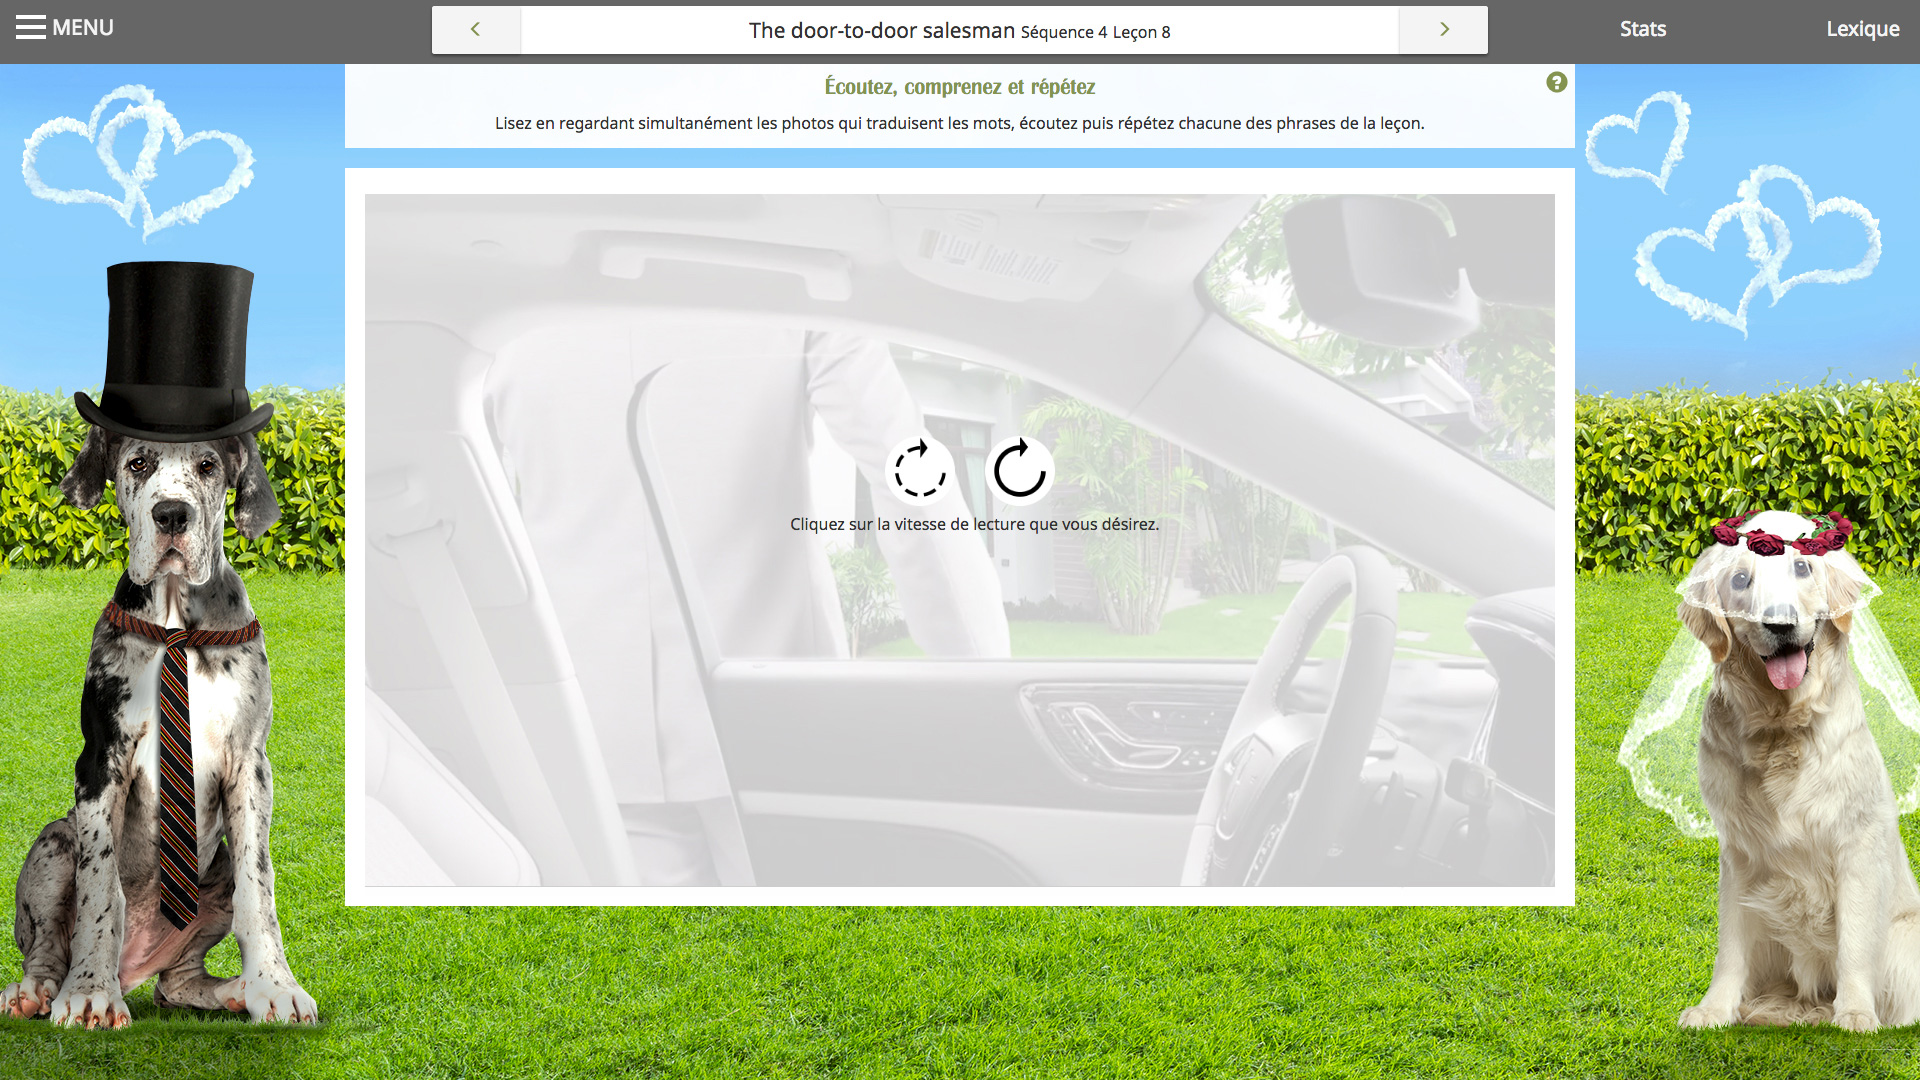 MENU
The door-to-door salesman Séquence 4 Leçon 8
Stats
Lexique
Écoutez, comprenez et répétez
?
Lisez en regardant simultanément les photos qui traduisent les mots, écoutez puis répétez chacune des phrases de la leçon.
Cliquez sur la vitesse de lecture que vous désirez.